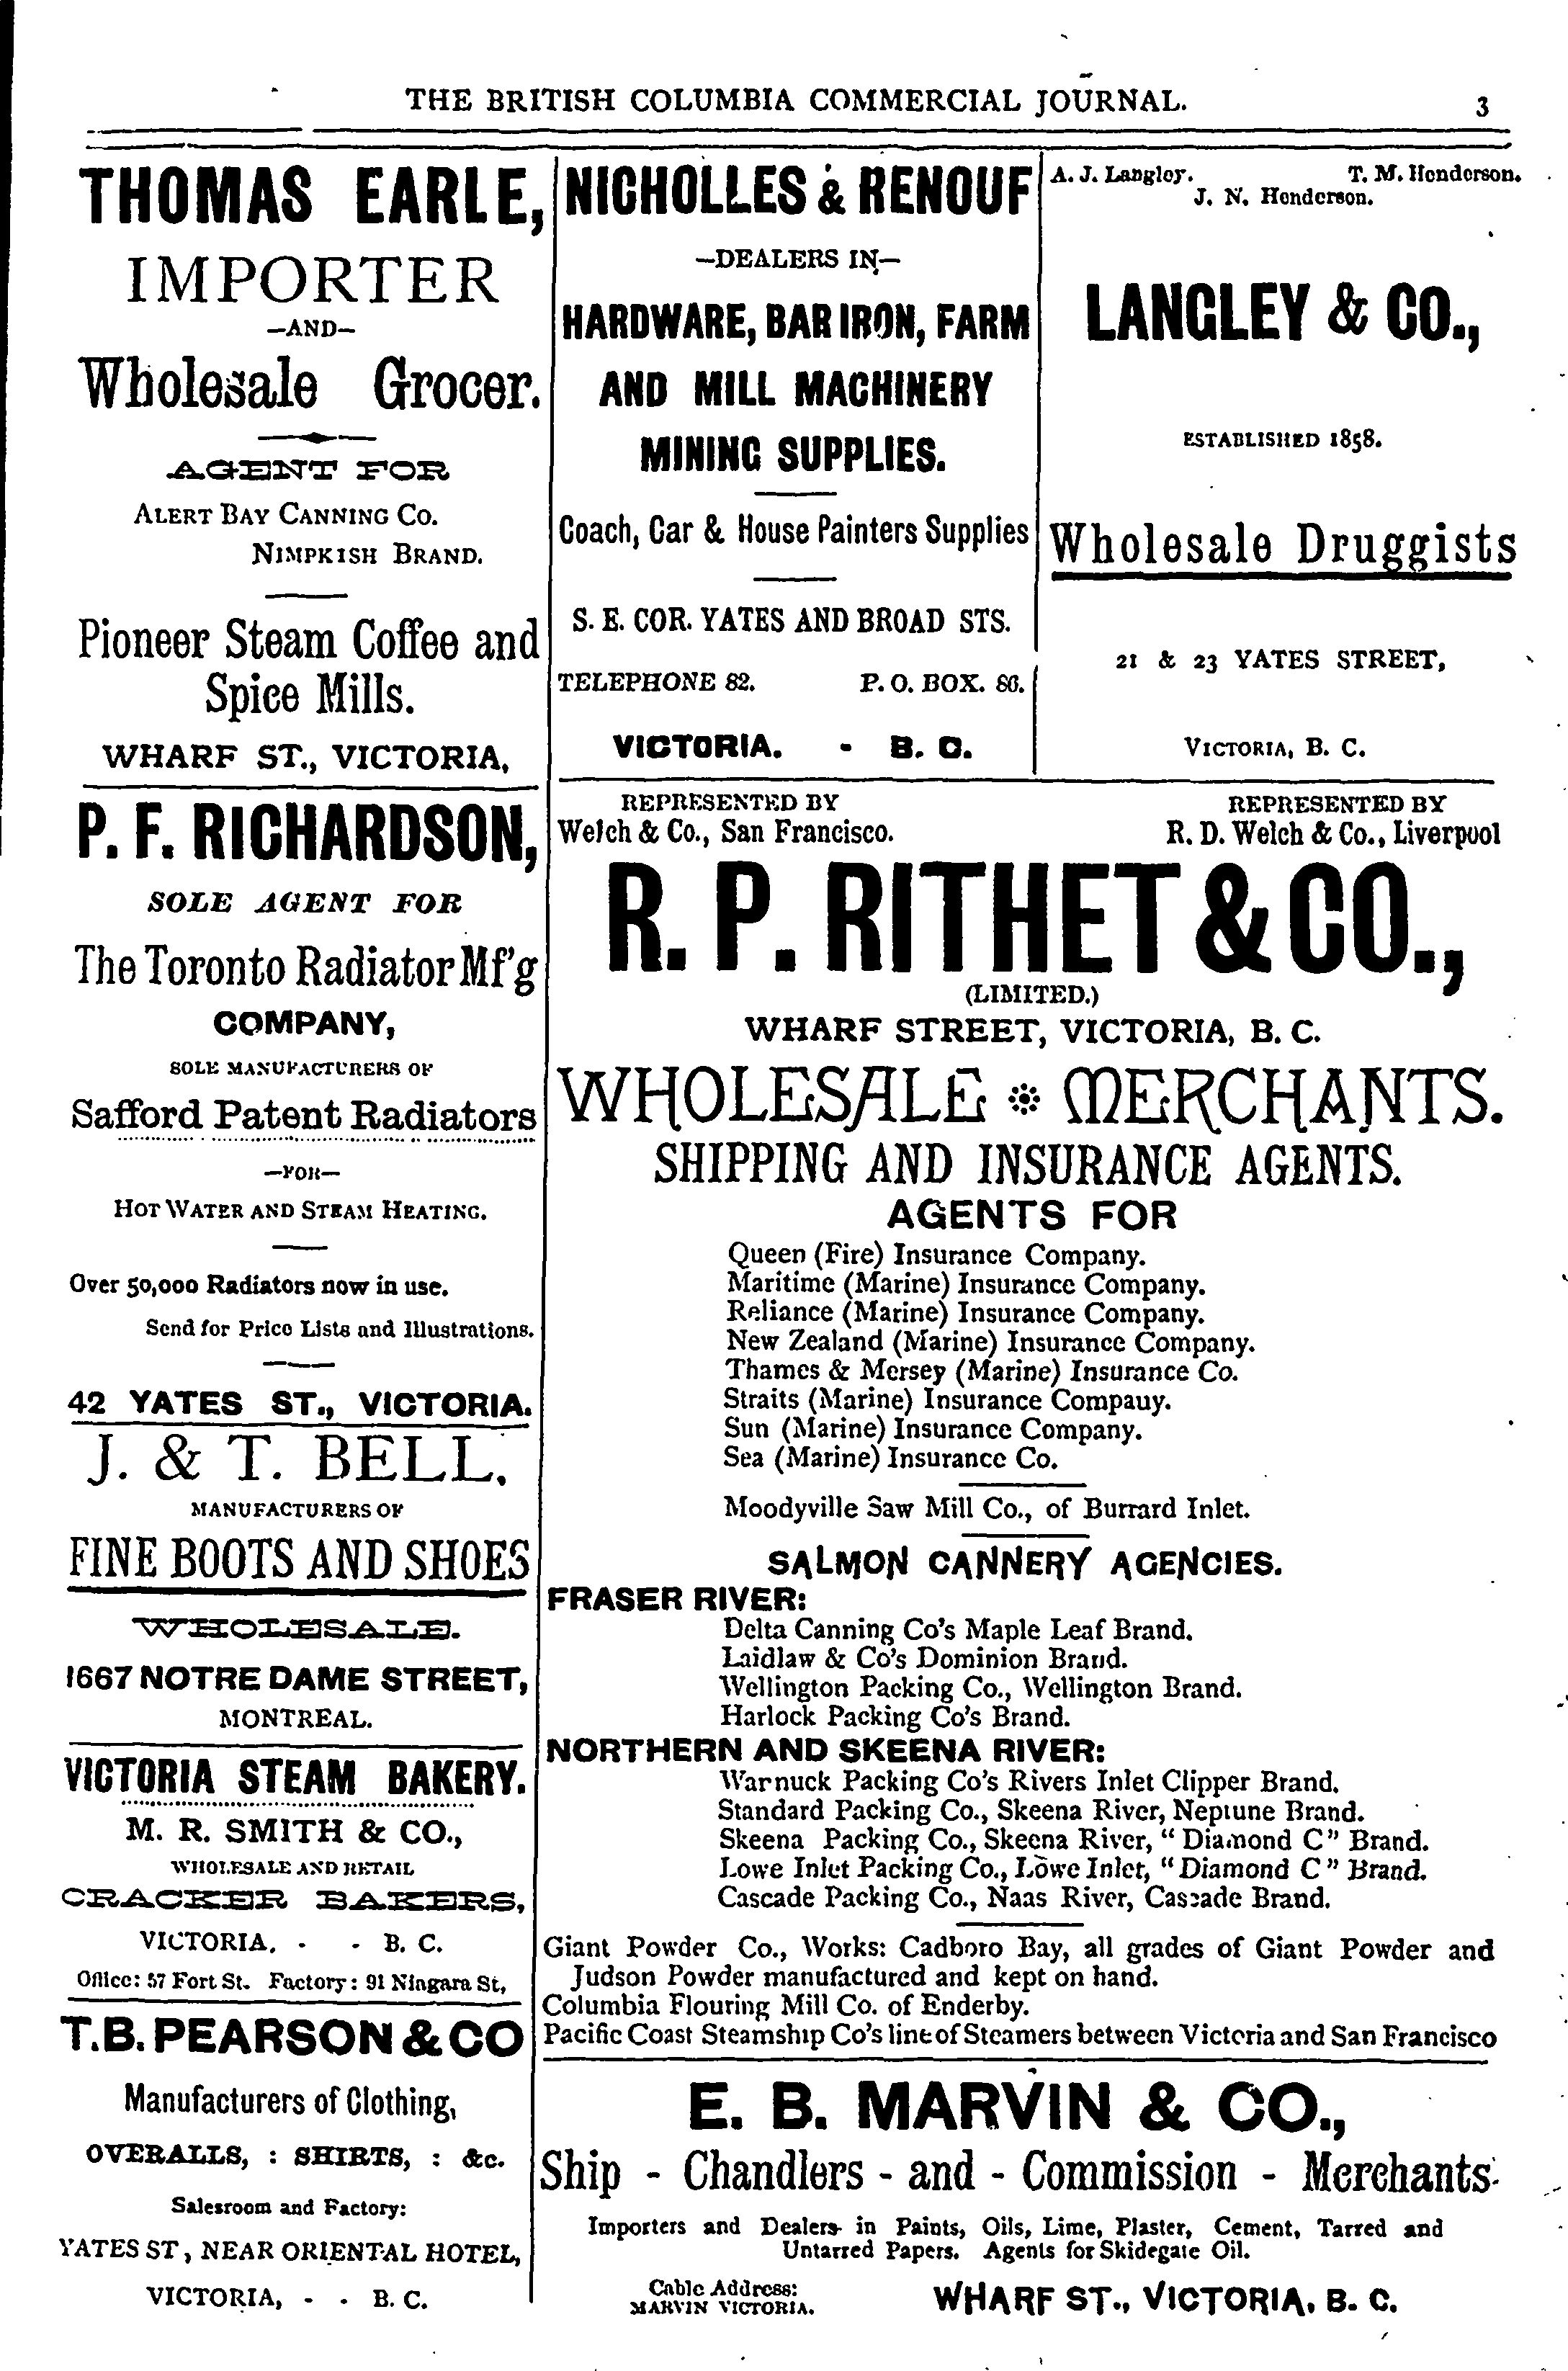 THE BRITISH COLUMBIA COMMERCIAL JOURNAL.
3
THOMAS EARLE,
IMPORTER
—AND—
Wholesale Grocer.
AGENT FOR
ALERT BAY CANNING CO.
NIMPKISH BRAND.
Pioneer Steam Coffee and
Spice Mills.
WHARF ST., VICTORIA,
P. F. RICHARDSON,
SOLE AGENT FOR
The Toronto Radiator Mf'g
COMPANY,
SOLE MANUFACTURERS OF
Safford Patent Radiators
—FOR—
HOT WATER AND STEAM HEATING.
Over 50,000 Radiators now in use.
Send for Price Lists and Illustrations.
42 YATES ST., VICTORIA.
J. & T. BELL,
MANUFACTURERS OF
FINE BOOTS AND SHOES
WHOLESALE.
1667 NOTRE DAME STREET,
MONTREAL.
VICTORIA STEAM BAKERY.
M. R. SMITH & CO.,
WHOLESALE AND RETAIL
CRACKER BAKERS,
VICTORIA, - - B. C.
Office: 57 Fort St. Factory: 91 Niagara St,
T.B. PEARSON & CO
Manufacturers of Clothing,
OVERALLS, : SHIRTS, : &c.
Salesroom and Factory:
YATES ST, NEAR ORIENTAL HOTEL,
VICTORIA, - - B. C.
NICHOLLES & RENOUF
—DEALERS IN—
HARDWARE, BAR IRON, FARM
AND MILL MACHINERY
MINING SUPPLIES.
Coach, Car & House Painters Supplies
S. E. COR. YATES AND BROAD STS.
TELEPHONE 82. P. O. BOX. 86.
VICTORIA. - B. C.
A. J. Langley. T. M. Henderson.
J. N. Henderson.
LANGLEY & CO.,
ESTABLISHED 1858.
Wholesale Druggists
21 & 23 YATES STREET,
VICTORIA, B. C.
REPRESENTED BY
Welch & Co., San Francisco.
REPRESENTED BY
R. D. Welch & Co., Liverpool
R. P. RITHET & CO.,
(LIMITED.)
WHARF STREET, VICTORIA, B. C.
WHOLESALE MERCHANTS.
SHIPPING AND INSURANCE AGENTS.
AGENTS FOR
Queen (Fire) Insurance Company.
Maritime (Marine) Insurance Company.
Reliance (Marine) Insurance Company.
New Zealand (Marine) Insurance Company.
Thames & Mersey (Marine) Insurance Co.
Straits (Marine) Insurance Compauy.
Sun (Marine) Insurance Company.
Sea (Marine) Insurance Co.
Moodyville Saw Mill Co., of Burrard Inlet.
SALMON CANNERY AGENCIES.
FRASER RIVER:
Delta Canning Co's Maple Leaf Brand.
Laidlaw & Co's Dominion Brand.
Wellington Packing Co., Wellington Brand.
Harlock Packing Co's Brand.
NORTHERN AND SKEENA RIVER:
Warnuck Packing Co's Rivers Inlet Clipper Brand.
Standard Packing Co., Skeena River, Neptune Brand.
Skeena Packing Co., Skeena River, "Diamond C" Brand.
Lowe Inlet Packing Co., Lowe Inlet, "Diamond C" Brand.
Cascade Packing Co., Naas River, Cascade Brand.
Giant Powder Co., Works: Cadboro Bay, all grades of Giant Powder and
Judson Powder manufactured and kept on hand.
Columbia Flouring Mill Co. of Enderby.
Pacific Coast Steamship Co's line of Steamers between Victoria and San Francisco
E. B. MARVIN & CO.,
Ship - Chandlers - and - Commission - Merchants.
Importers and Dealers in Paints, Oils, Lime, Plaster, Cement, Tarred and
Untarred Papers. Agents for Skidegate Oil.
Cable Address:
MARVIN VICTORIA.
WHARF ST., VICTORIA, B. C.